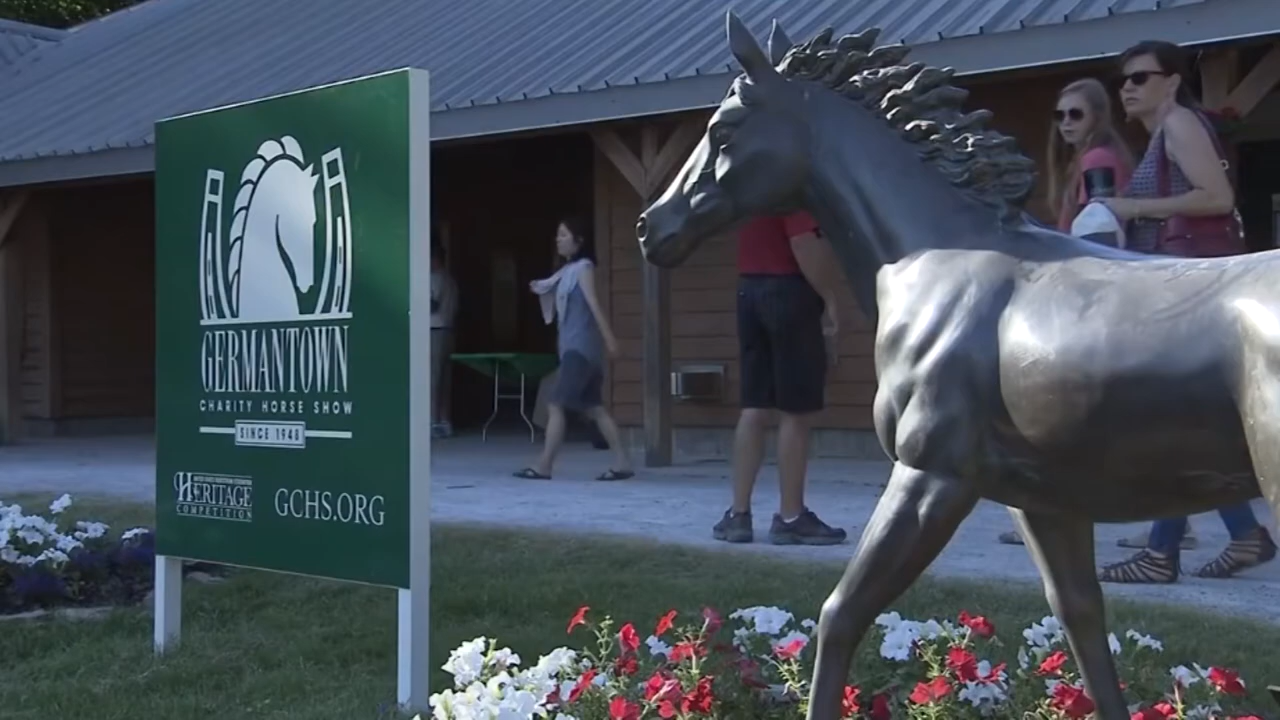 GERMANTOWN
CHARITY HORSE SHOW
SINCE 1948
HERITAGE
COMPETITION
GCHS.ORG